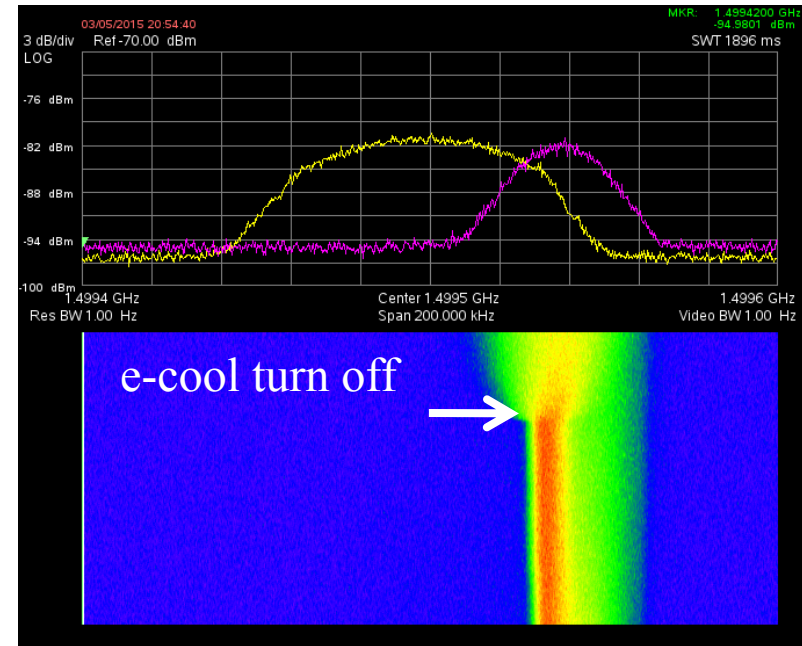 MKR: 1.4994200 GHz
03/05/2015 20:54:40 -94.9801 dBm
3 dB/div Ref -70.00 dBm SWT 1896 ms
LOG
-76 dBm
-82 dBm
-88 dBm
-94 dBm
-100 dBm
1.4994 GHz Center 1.4995 GHz 1.4996 GHz
Res BW 1.00 Hz Span 200.000 kHz Video BW 1.00 Hz
e-cool turn off